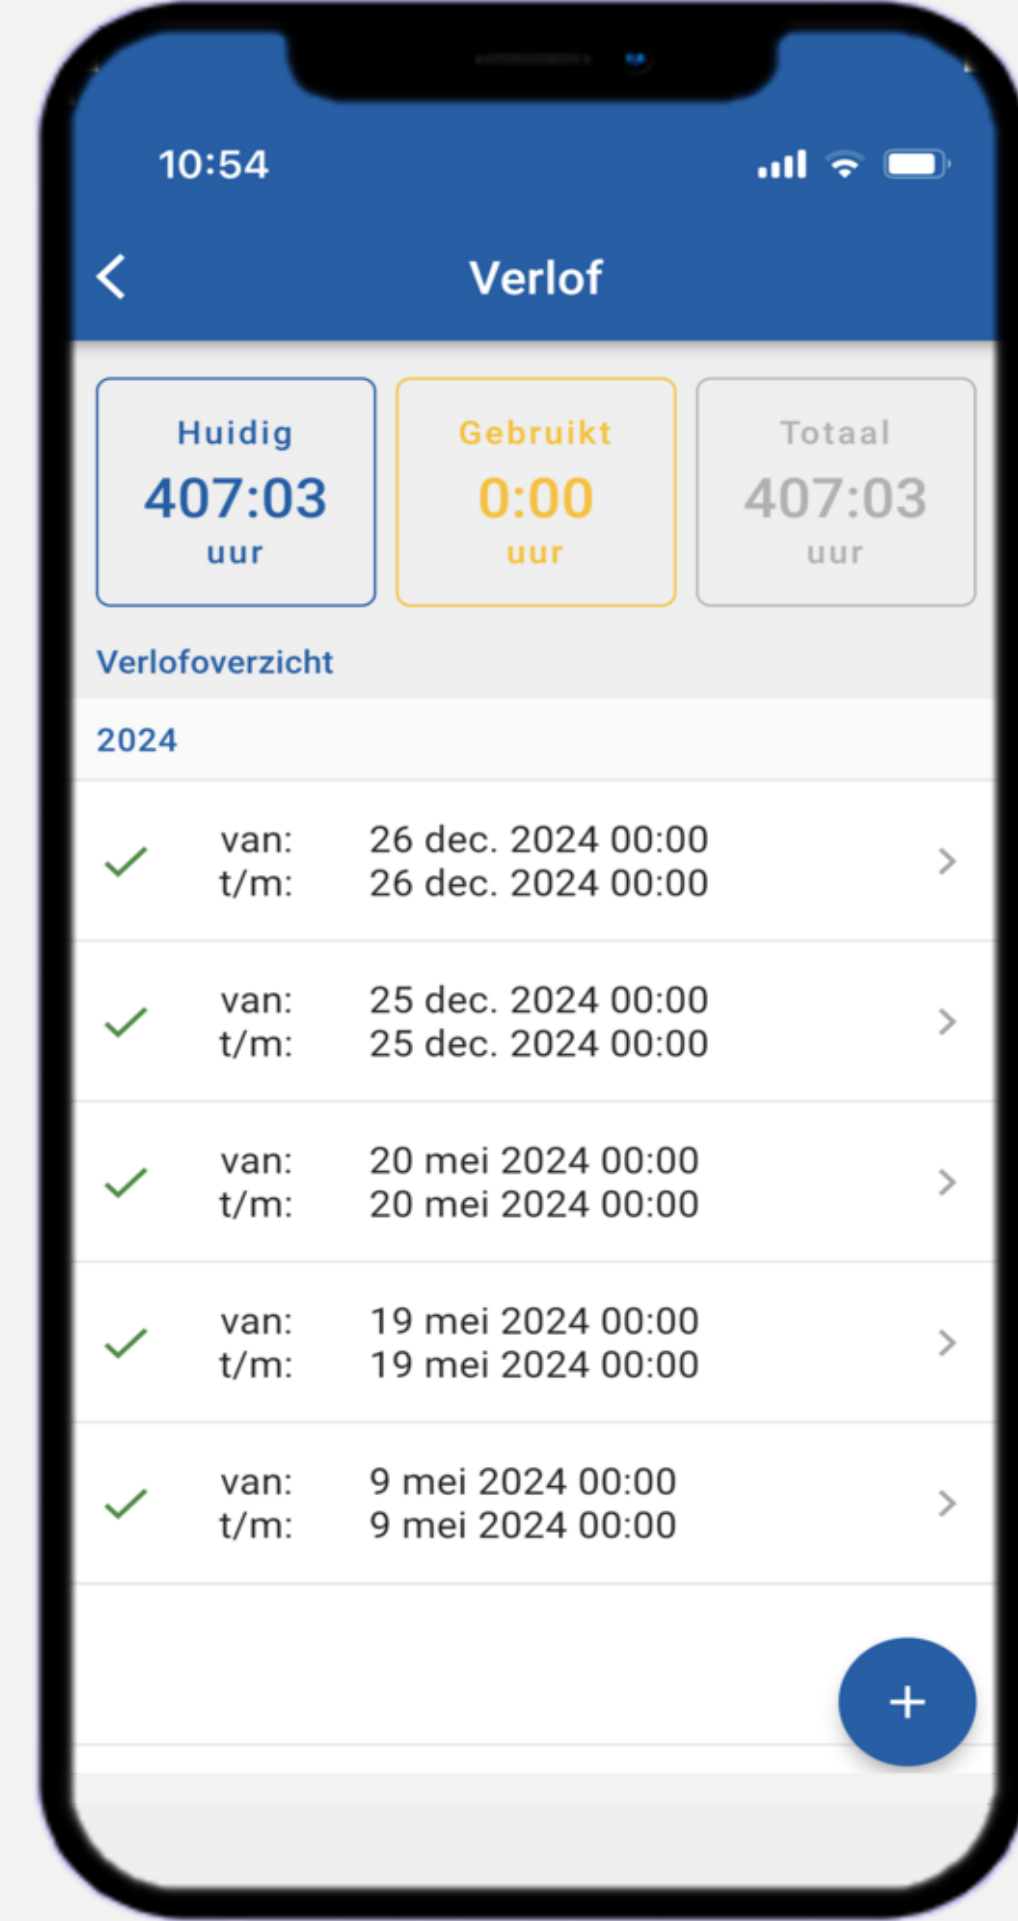 10:54
Verlof
Huidig
407:03
uur
Gebruikt
0:00
uur
Totaal
407:03
uur
Verlofoverzicht
2024
van: 26 dec. 2024 00:00
t/m: 26 dec. 2024 00:00
van: 25 dec. 2024 00:00
t/m: 25 dec. 2024 00:00
van: 20 mei 2024 00:00
t/m: 20 mei 2024 00:00
van: 19 mei 2024 00:00
t/m: 19 mei 2024 00:00
van: 9 mei 2024 00:00
t/m: 9 mei 2024 00:00
+